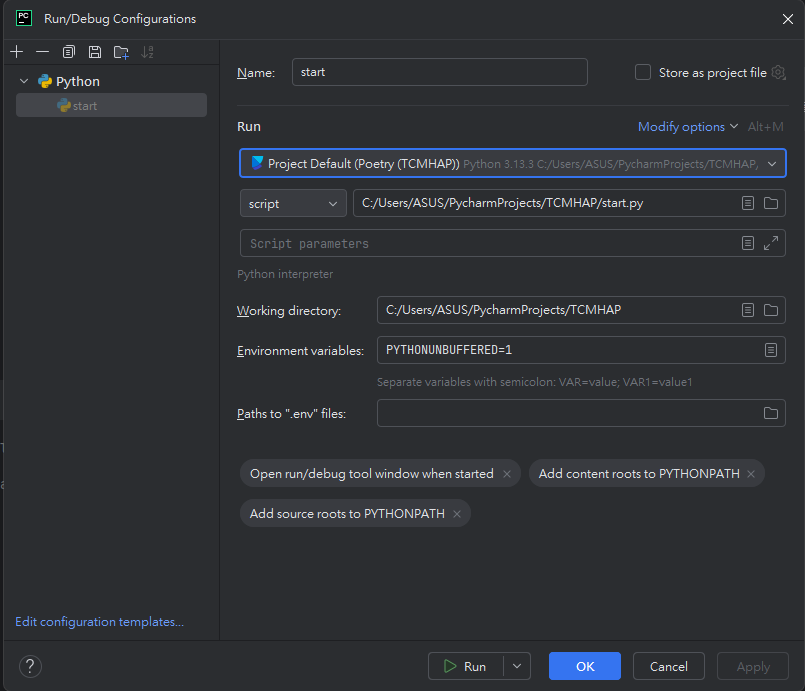 PC
Run/Debug Configurations
Python
start
Name: start Store as project file
Run Modify options Alt+M
Project Default (Poetry (TCMHAP)) Python 3.13.3 C:/Users/ASUS/PycharmProjects/TCMHAP,
script C:/Users/ASUS/PycharmProjects/TCMHAP/start.py
Script parameters
Python interpreter
Working directory: C:/Users/ASUS/PycharmProjects/TCMHAP
Environment variables: PYTHONUNBUFFERED=1
Separate variables with semicolon: VAR=value; VAR1=value1
Paths to ".env" files:
Open run/debug tool window when started Add content roots to PYTHONPATH
Add source roots to PYTHONPATH
Edit configuration templates...
? Run OK Cancel Apply